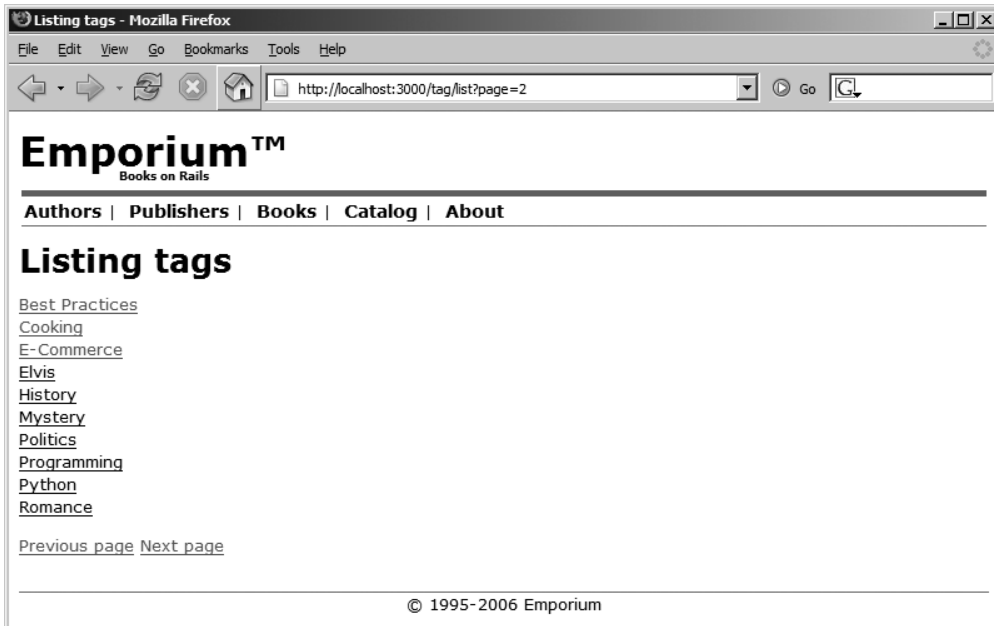 Listing tags - Mozilla Firefox
File Edit View Go Bookmarks Tools Help
http://localhost:3000/tag/list?page=2 Go G
Emporium™
Books on Rails
Authors | Publishers | Books | Catalog | About
Listing tags
Best Practices
Cooking
E-Commerce
Elvis
History
Mystery
Politics
Programming
Python
Romance
Previous page Next page
© 1995-2006 Emporium